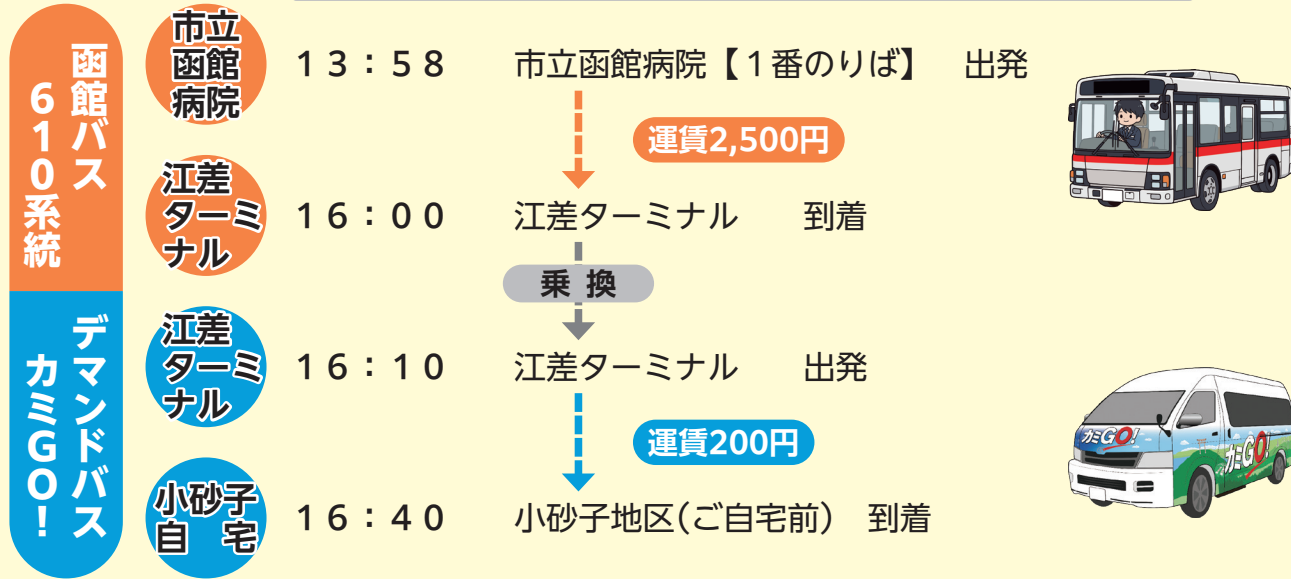 函館バス
610系統
市立
函館
病院
13:58 市立函館病院【1番のりば】 出発
運賃2,500円
江差
ターミ
ナル
16:00 江差ターミナル 到着
乗換
デマンドバス
カミGO!
江差
ターミ
ナル
16:10 江差ターミナル 出発
運賃200円
小砂子
自宅
16:40 小砂子地区(ご自宅前) 到着
カミGO!
カミGO!